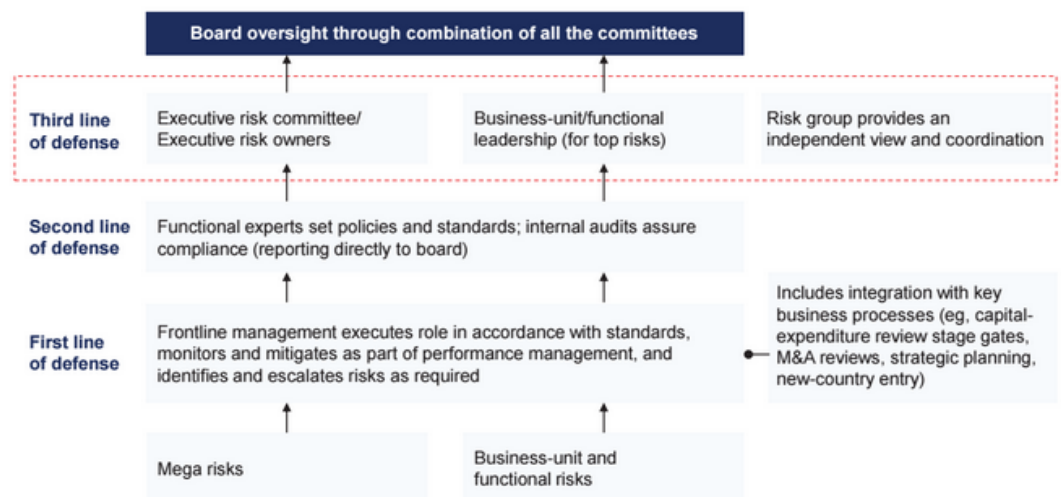 Board oversight through combination of all the committees
Third line
of defense
Executive risk committee/
Executive risk owners
Business-unit/functional
leadership (for top risks)
Risk group provides an
independent view and coordination
Second line
of defense
Functional experts set policies and standards; internal audits assure
compliance (reporting directly to board)
First line
of defense
Frontline management executes role in accordance with standards,
monitors and mitigates as part of performance management, and
identifies and escalates risks as required
Includes integration with key
business processes (eg, capital-
expenditure review stage gates,
M&A reviews, strategic planning,
new-country entry)
Mega risks
Business-unit and
functional risks